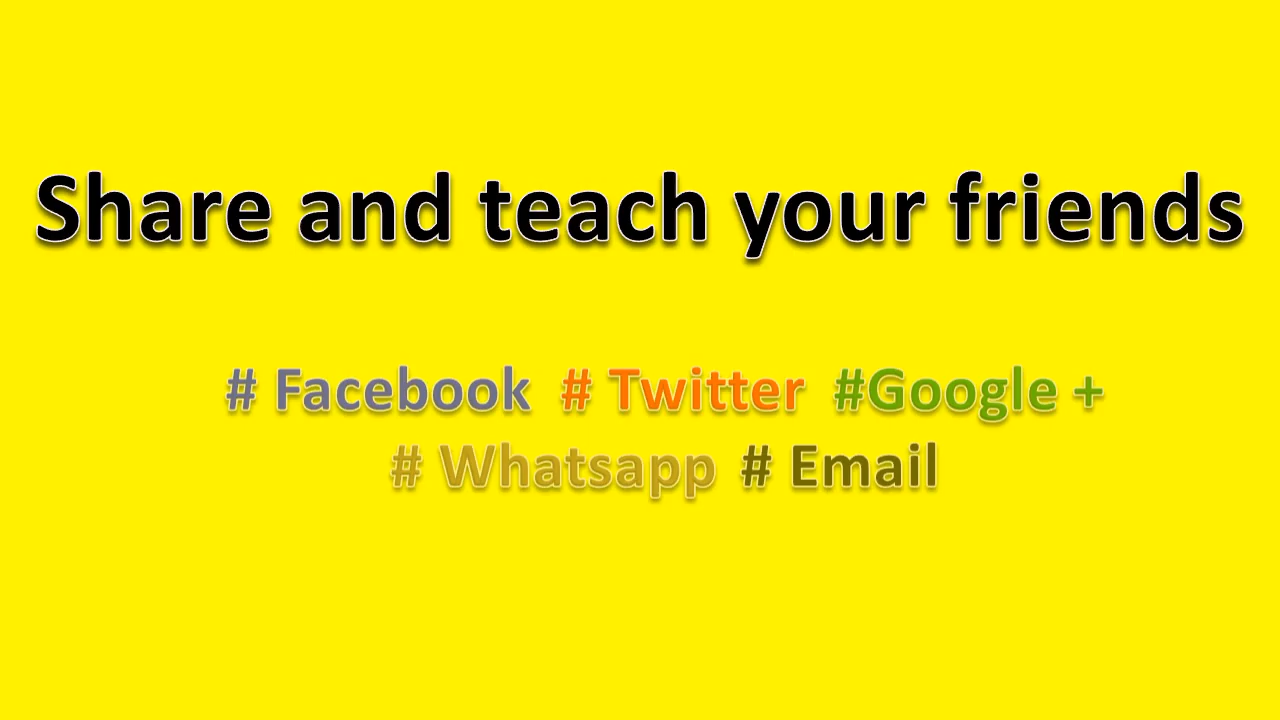 Share and teach your friends
# Facebook # Twitter #Google +
# Whatsapp # Email